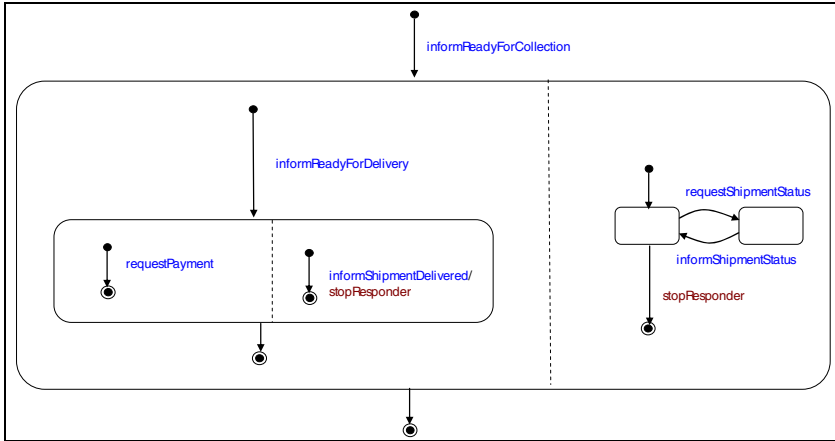 informReadyForCollection
informReadyForDelivery
requestShipmentStatus
requestPayment
informShipmentDelivered/
stopResponder
informShipmentStatus
stopResponder